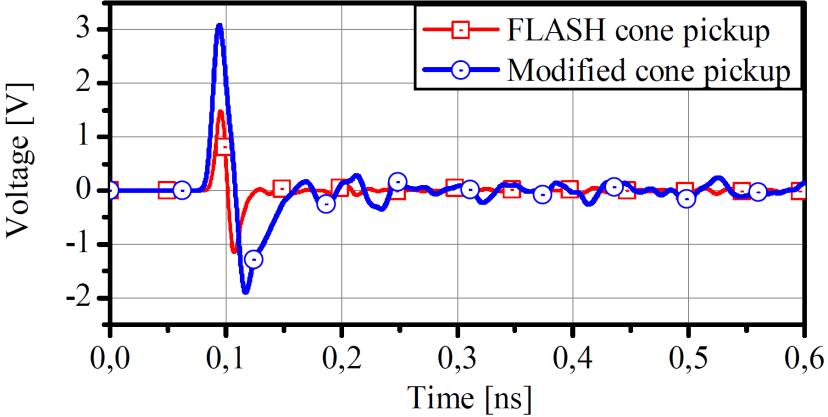 FLASH cone pickup
Modified cone pickup
Voltage [V]
3
2
1
0
-1
-2
0,0 0,1 0,2 0,3 0,4 0,5 0,6
Time [ns]